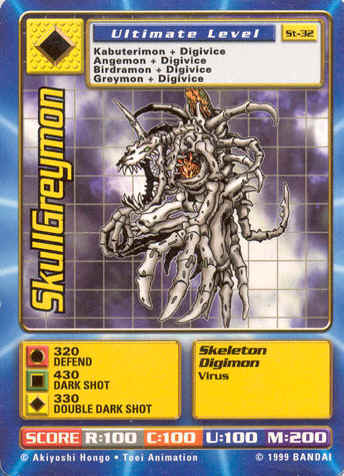 Ultimate Level
St-32
Kabuterimon + Digivice
Angemon + Digivice
Birdramon + Digivice
Greymon + Digivice
SkullGreymon
320
DEFEND
430
DARK SHOT
330
DOUBLE DARK SHOT
Skeleton
Digimon
Virus
SCORE R:100 C:100 U:100 M:200
© Akiyoshi Hongo • Toei Animation © 1999 BANDAI